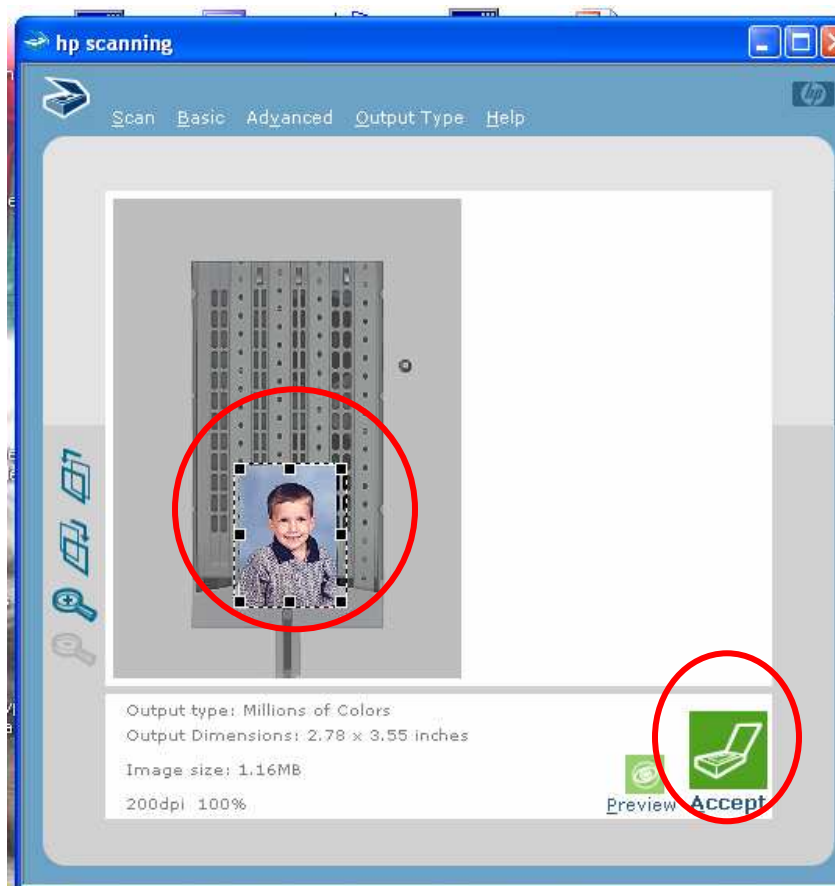 hp scanning
hp
Scan Basic Advanced Output Type Help
Output type: Millions of Colors
Output Dimensions: 2.78 x 3.55 inches
Image size: 1.16MB
200dpi 100%
Preview Accept